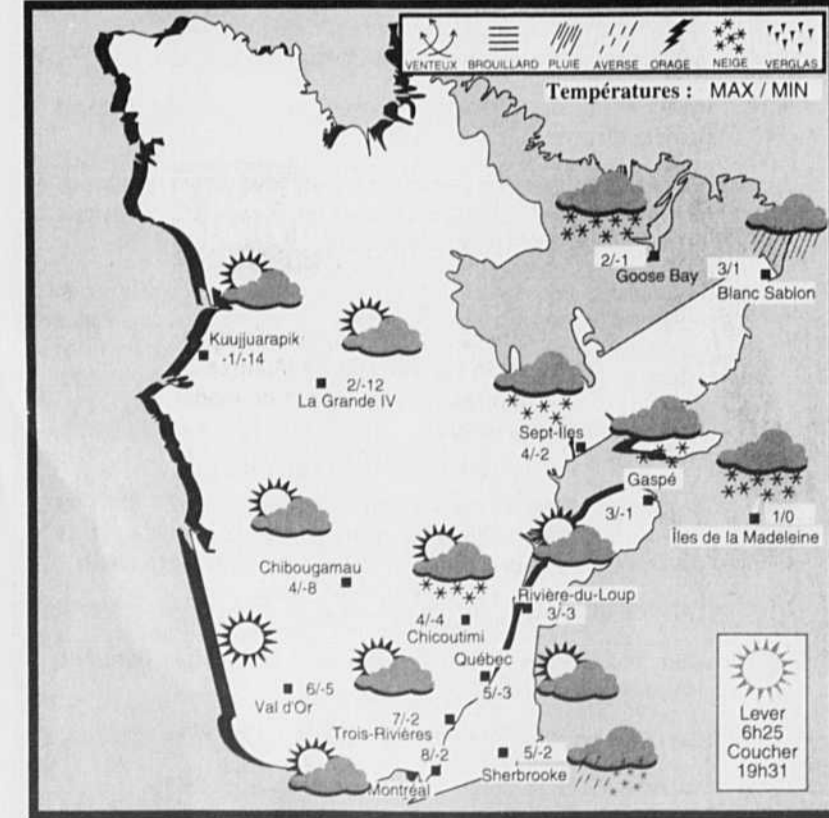 VENTEUX BROUILLARD PLUIE AVERSE ORAGE NEIGE VERGLAS
Températures : MAX / MIN
2/-1
Goose Bay
3/1
Blanc Sablon
Kuujjuarapik
-1/-14
2/-12
La Grande IV
Sept-Îles
4/-2
Gaspé
3/-1
1/0
Îles de la Madeleine
Chibougamau
4/-8
Rivière-du-Loup
3/-3
4/-4
Chicoutimi
Québec
5/-3
6/-5
Val d'Or
7/-2
Trois-Rivières
8/-2
Montréal
5/-2
Sherbrooke
Lever
6h25
Coucher
19h31